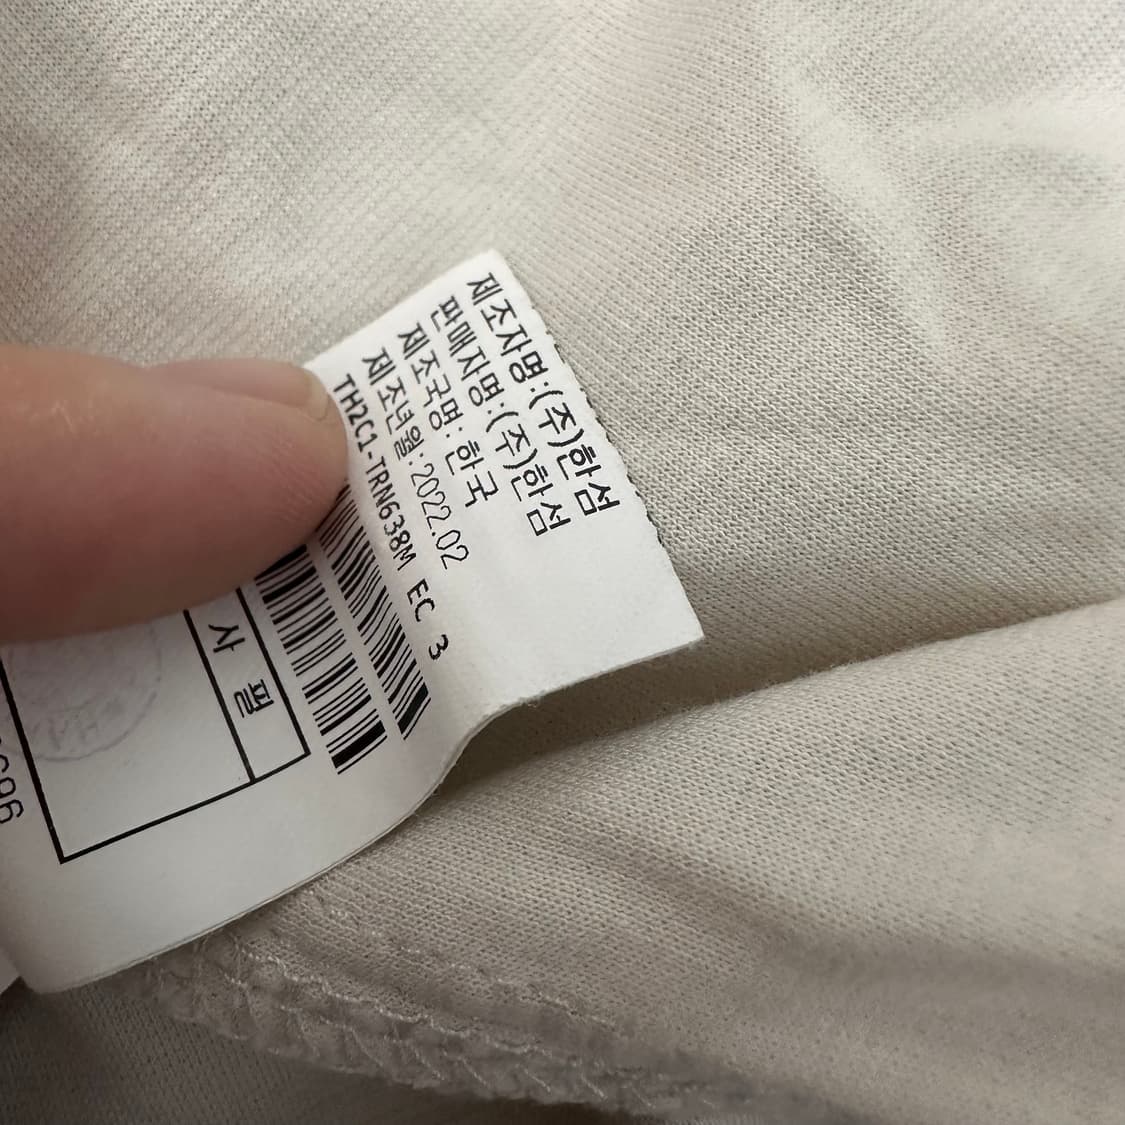 제조자명:(주)한섬
판매자명:(주)한섬
제조국명: 한국
제조년월:2022.02
TH2C1-TRN638M EC 3
사 필